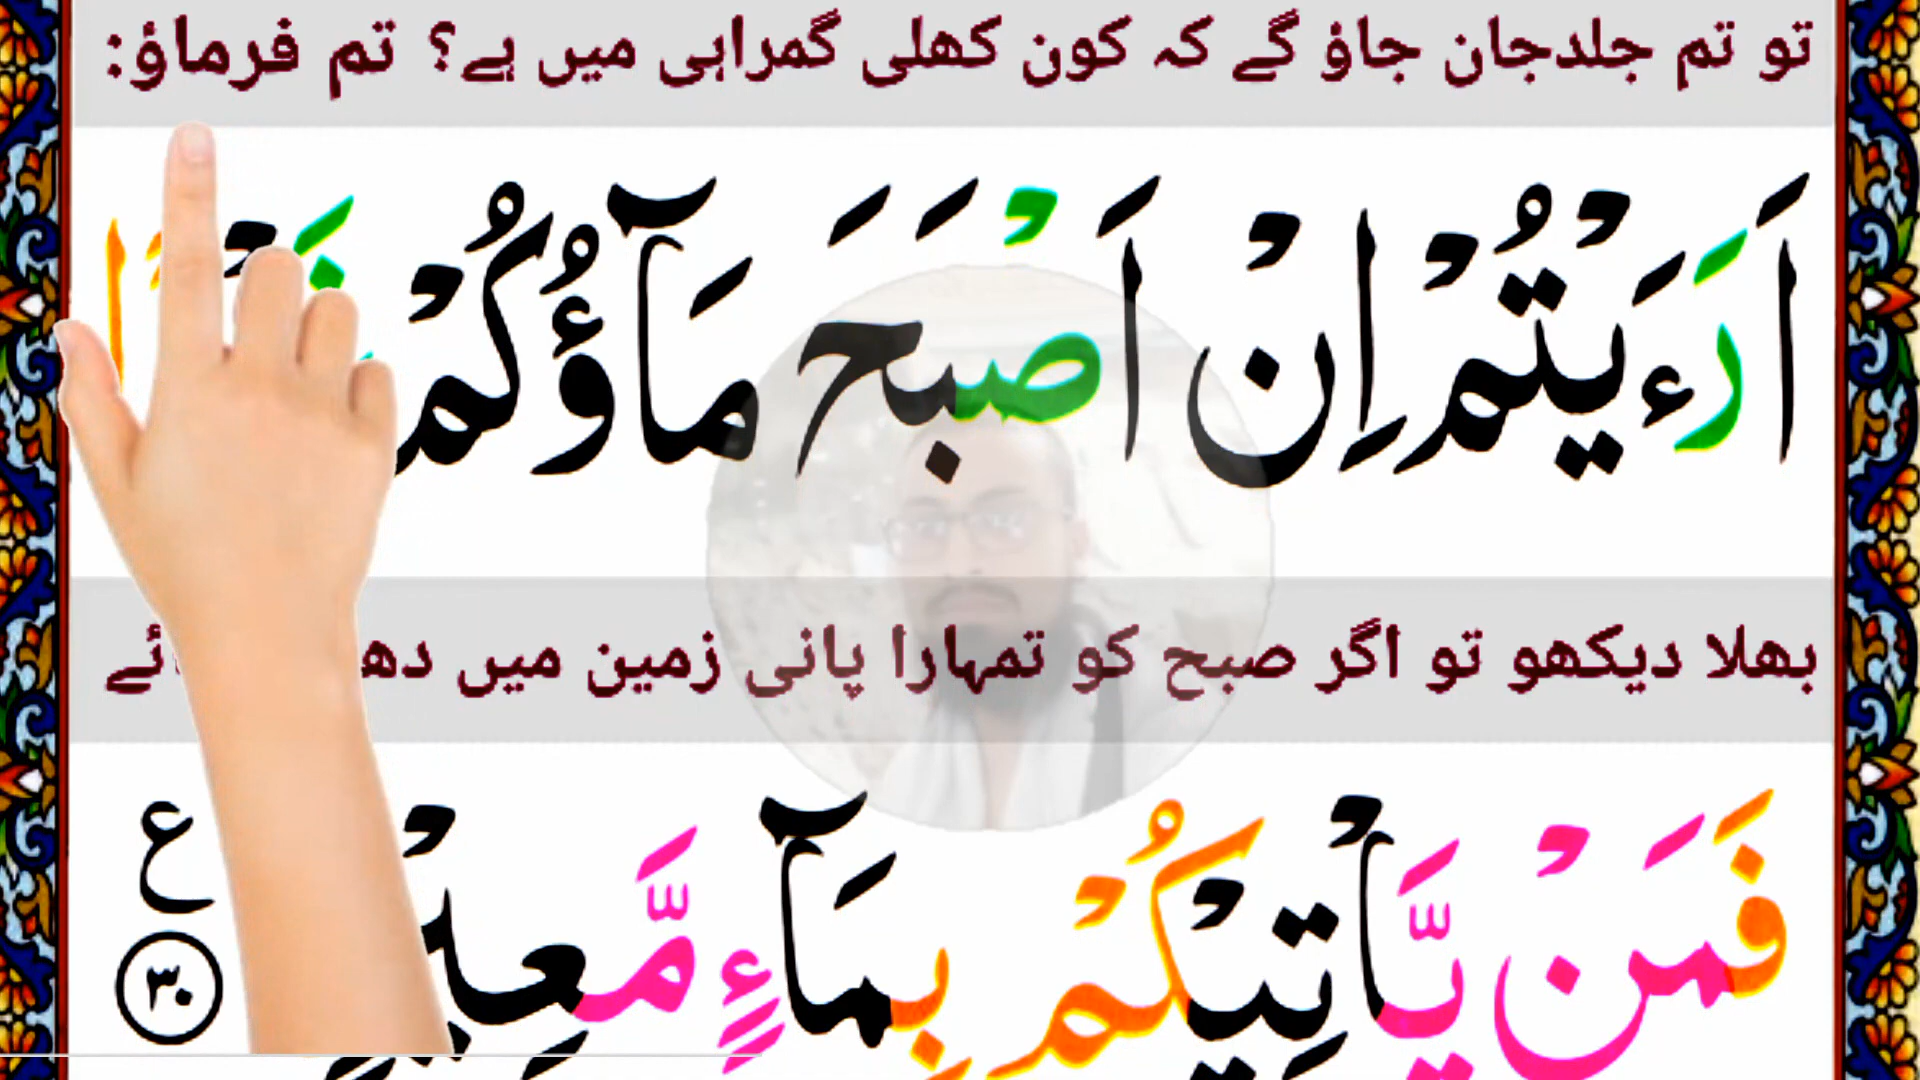 تو تم جلدجان جاؤ گے کہ کون کھلی گمراہی میں ہے؟ تم فرماؤ:
اَرَءَيْتُمْ اِنْ اَصْبَحَ مَآؤُكُمْ
بھلا دیکھو تو اگر صبح کو تمہارا پانی زمین میں
فَمَنْ يَّاْتِيْكُمْ بِمَآءٍ مَّعِيْنٍ ع ٣٠